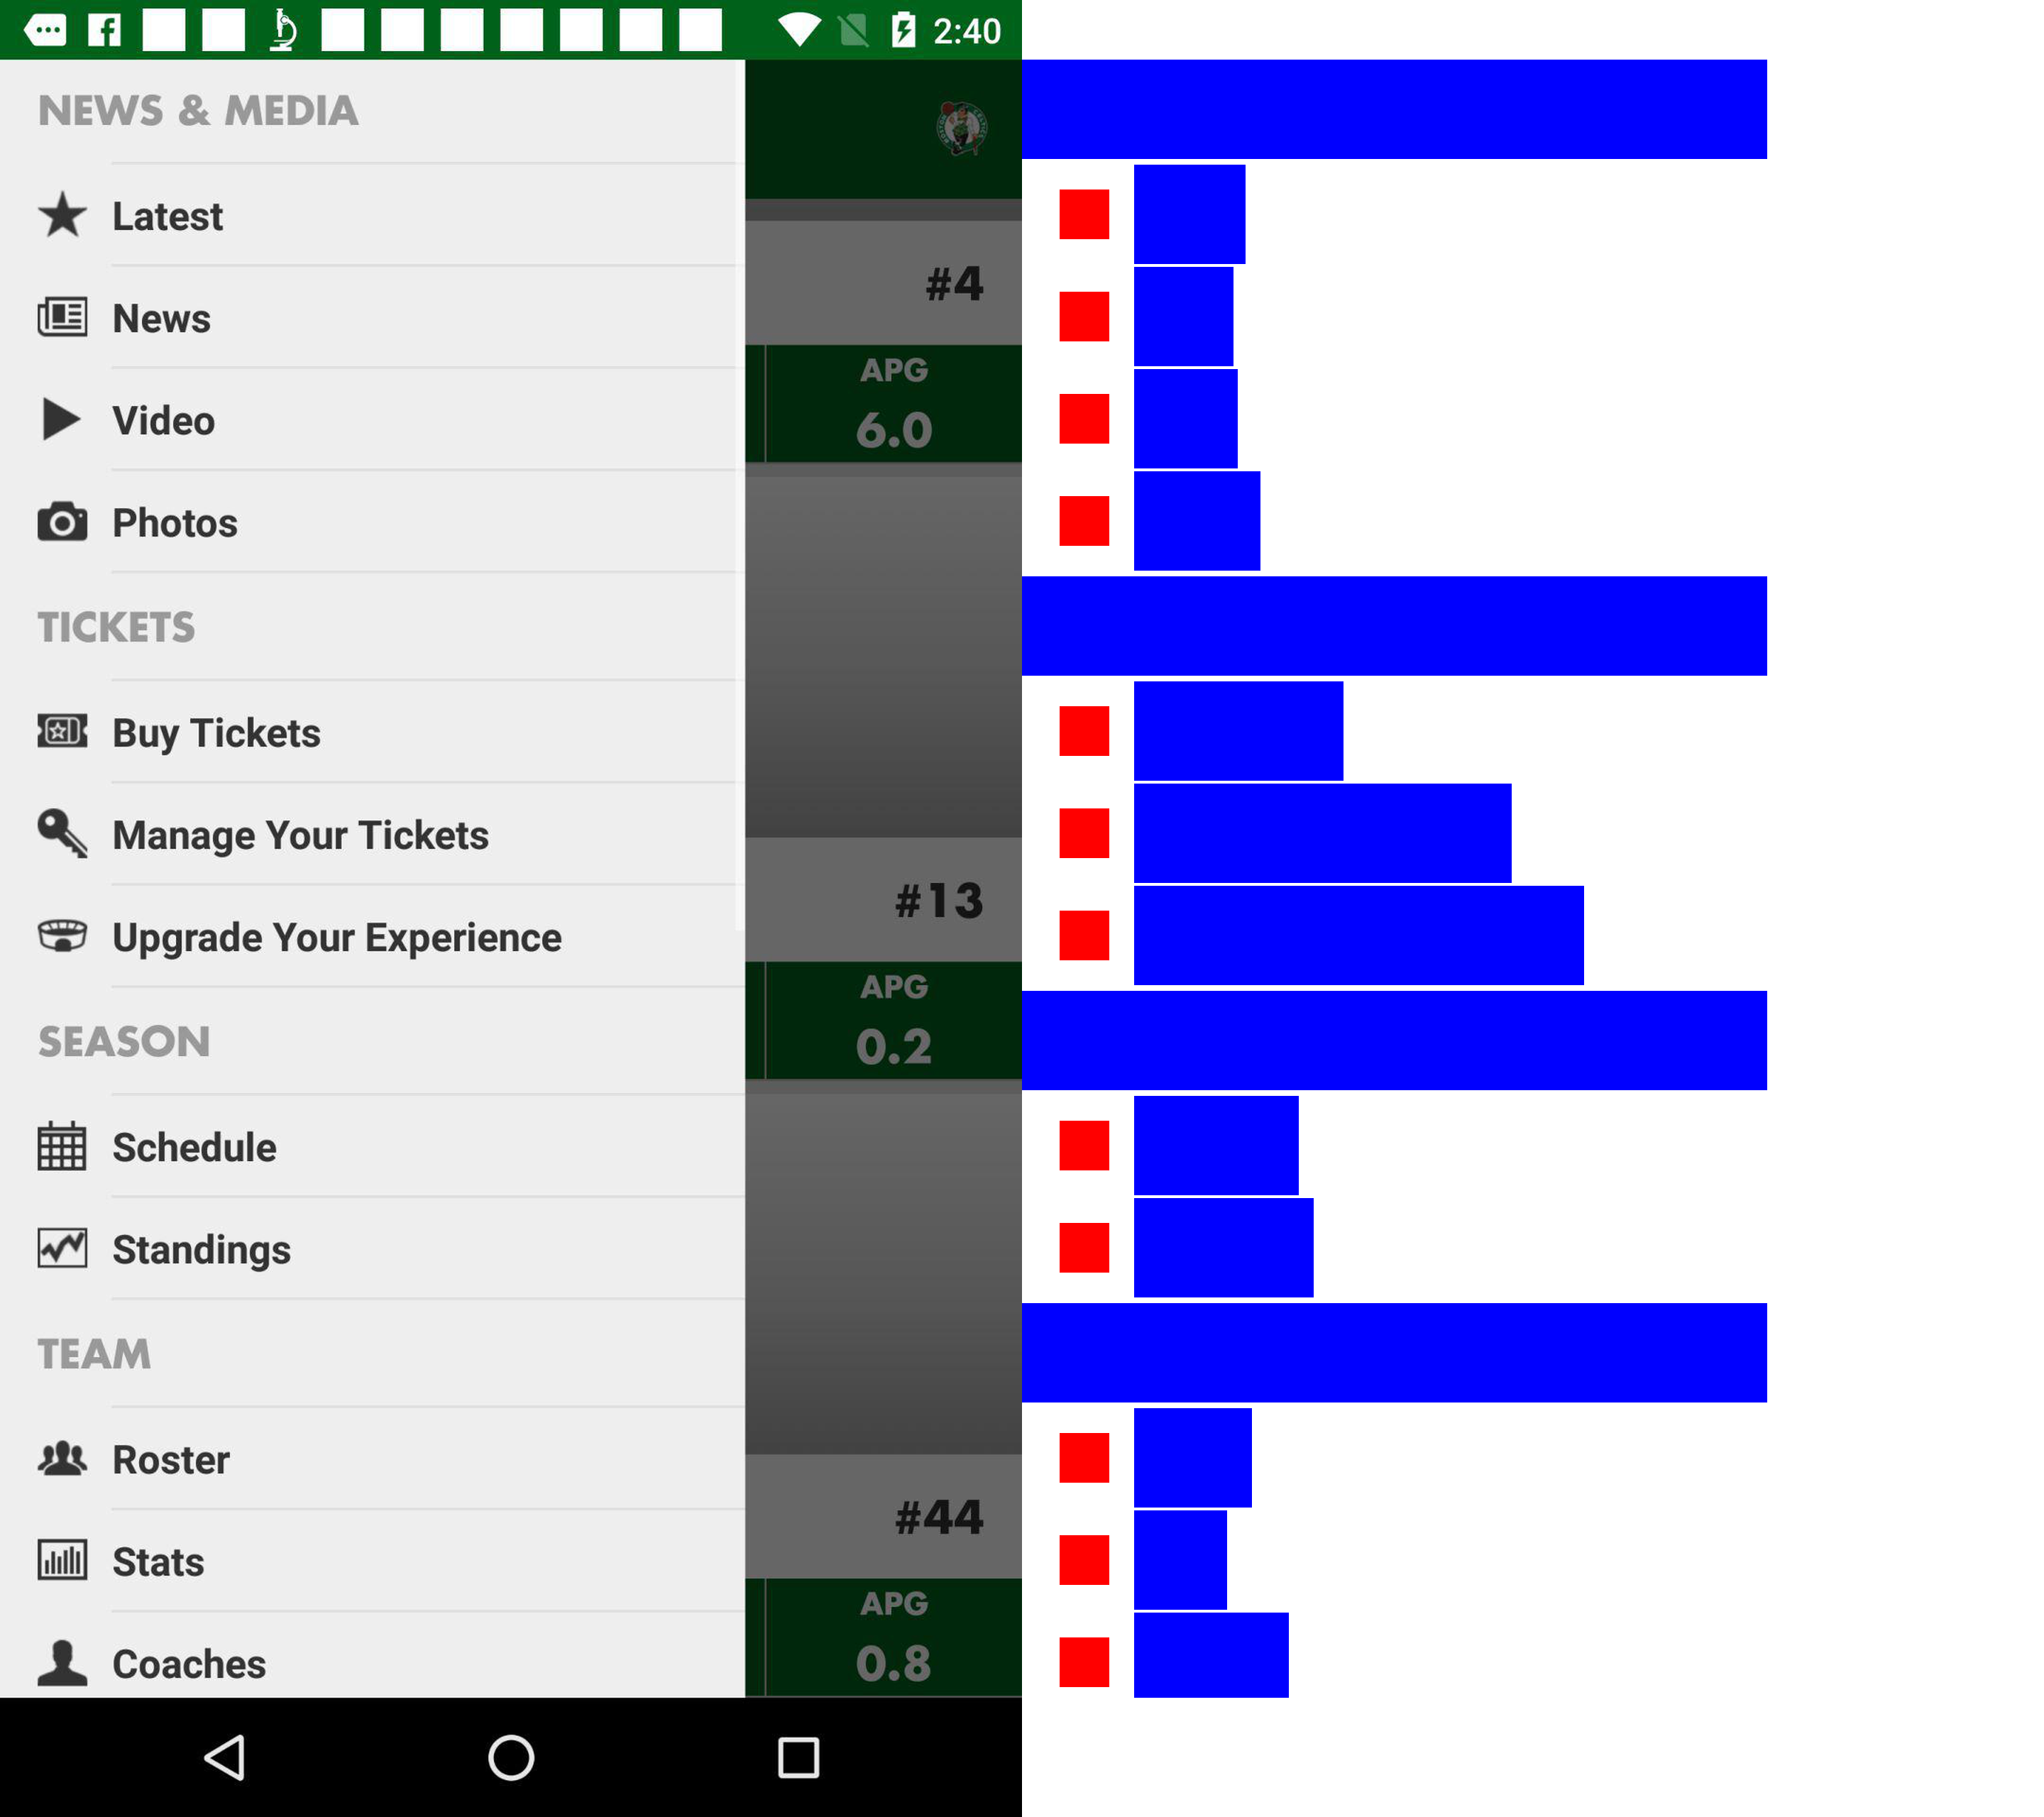 2:40
NEWS & MEDIA
Latest
News
Video
Photos
TICKETS
Buy Tickets
Manage Your Tickets
Upgrade Your Experience
SEASON
Schedule
Standings
TEAM
Roster
Stats
Coaches
#4
APG
6.0
#13
APG
0.2
#44
APG
0.8